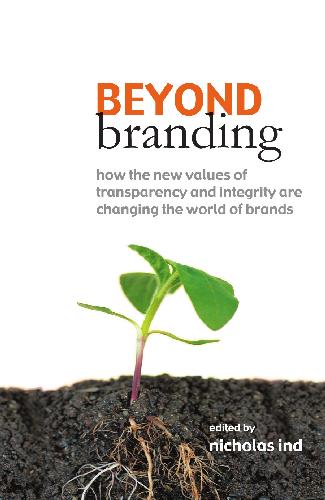 BEYOND
branding
how the new values of
transparency and integrity are
changing the world of brands
edited by
nicholas ind